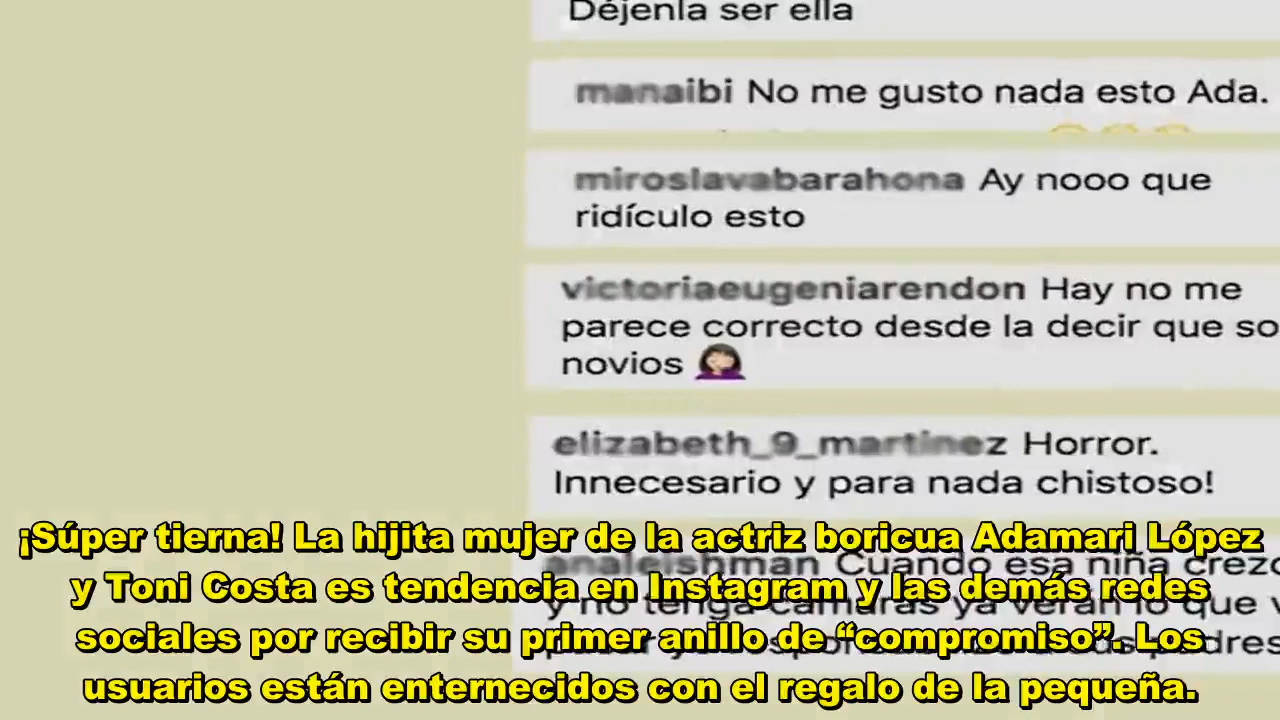 Déjenla ser ella
manaibi No me gusto nada esto Ada.
miroslavabarahona Ay nooo que
ridículo esto
victoriaeugeniarendon Hay no me
parece correcto desde la decir que so
novios 🤦🏻‍♀️
elizabeth_9_martinez Horror.
Innecesario y para nada chistoso!
analeishman Cuando esa niña crezc
y no tenga cámaras ya verán lo que v
¡Súper tierna! La hijita mujer de la actriz boricua Adamari López
y Toni Costa es tendencia en Instagram y las demás redes
sociales por recibir su primer anillo de “compromiso”. Los
usuarios están enternecidos con el regalo de la pequeña.